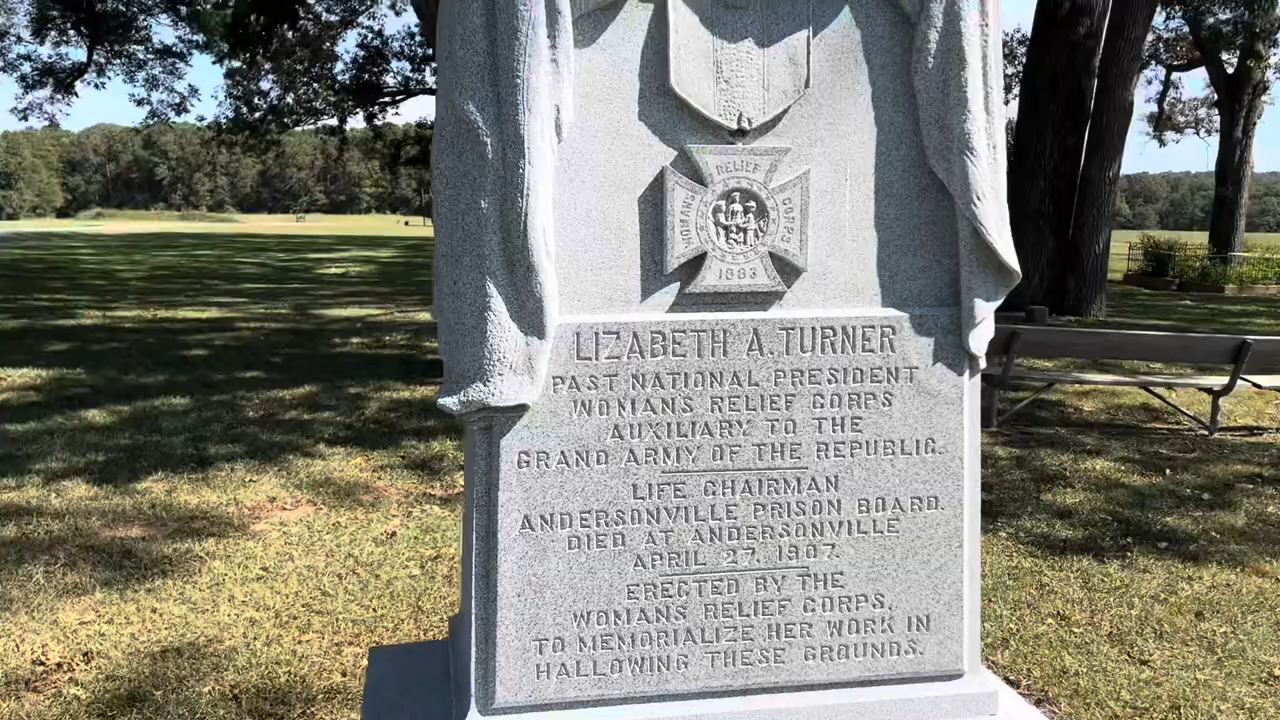 RELIEF
WOMANS
CORPS
1883
LIZABETH A. TURNER
PAST NATIONAL PRESIDENT
WOMANS RELIEF CORPS
AUXILIARY TO THE
GRAND ARMY OF THE REPUBLIC.
LIFE CHAIRMAN
ANDERSONVILLE PRISON BOARD.
DIED AT ANDERSONVILLE
APRIL 27, 1907.
ERECTED BY THE
WOMANS RELIEF CORPS,
TO MEMORIALIZE HER WORK IN
HALLOWING THESE GROUNDS.